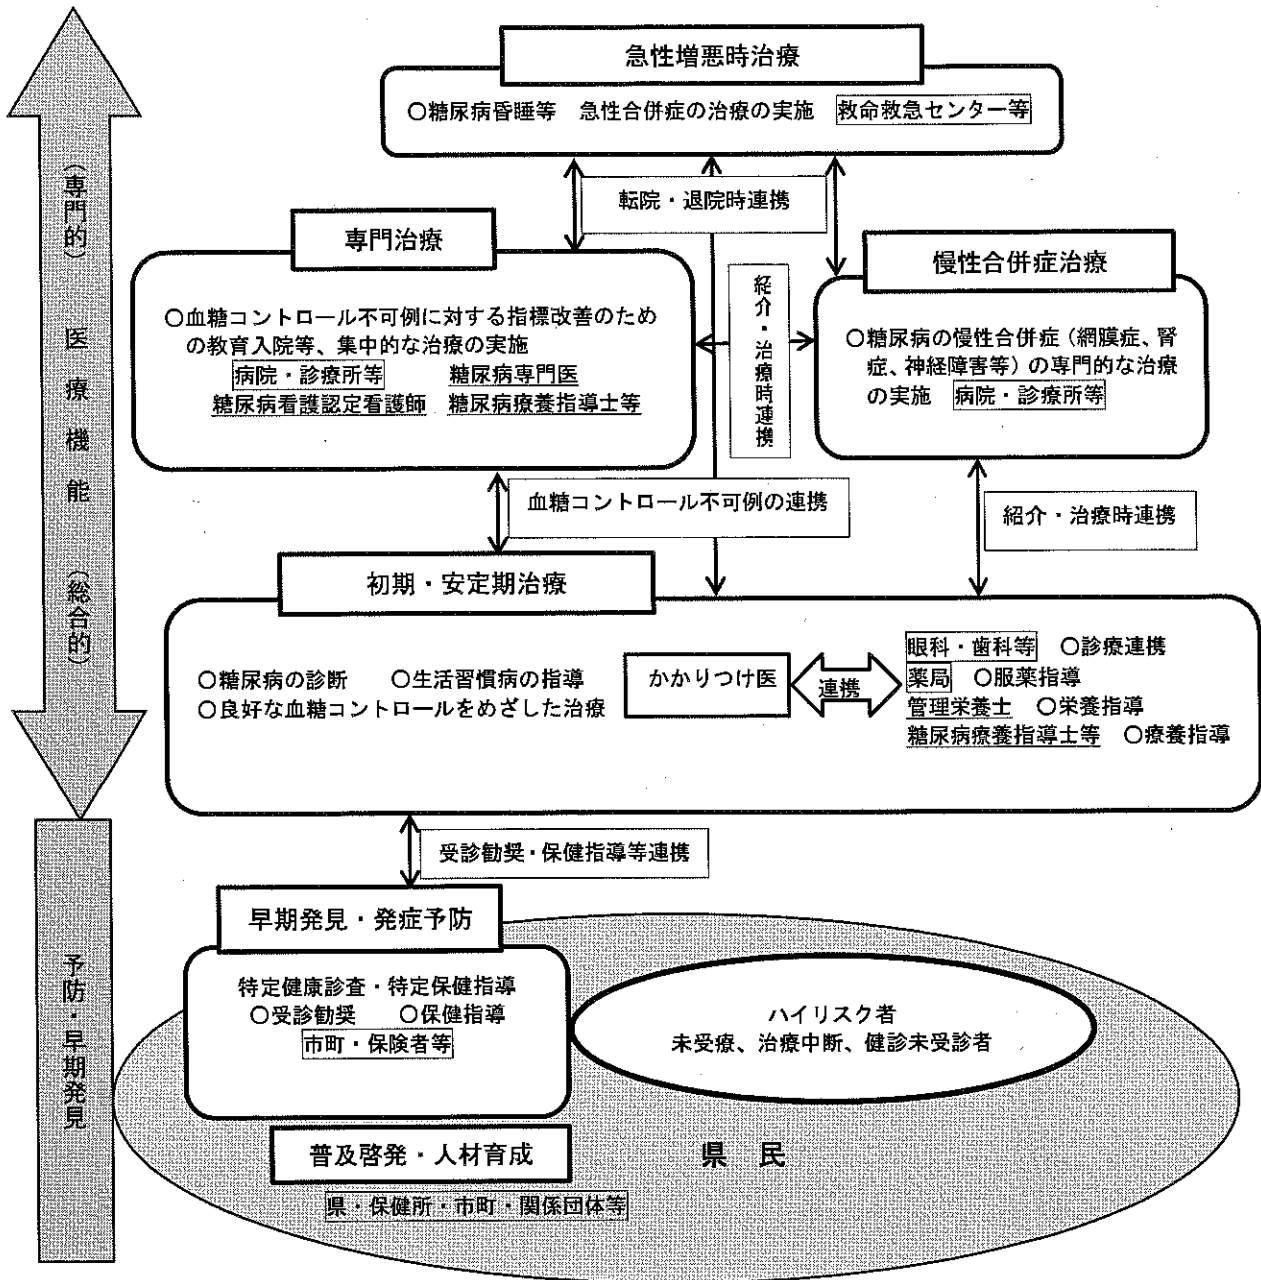 急性増悪時治療
○糖尿病昏睡等　急性合併症の治療の実施　救命救急センター等
転院・退院時連携
専門治療
○血糖コントロール不可例に対する指標改善のため
の教育入院等、集中的な治療の実施
病院・診療所等　糖尿病専門医
糖尿病看護認定看護師　糖尿病療養指導士等
紹介・治療時連携
慢性合併症治療
○糖尿病の慢性合併症（網膜症、腎
症、神経障害等）の専門的な治療
の実施　病院・診療所等
血糖コントロール不可例の連携
紹介・治療時連携
（専門的）　医療機能　（総合的）
初期・安定期治療
○糖尿病の診断　○生活習慣病の指導
○良好な血糖コントロールをめざした治療
かかりつけ医
連携
眼科・歯科等　○診療連携
薬局　○服薬指導
管理栄養士　○栄養指導
糖尿病療養指導士等　○療養指導
受診勧奨・保健指導等連携
予防・早期発見
早期発見・発症予防
特定健康診査・特定保健指導
○受診勧奨　○保健指導
市町・保険者等
ハイリスク者
未受療、治療中断、健診未受診者
普及啓発・人材育成
県・保健所・市町・関係団体等
県民